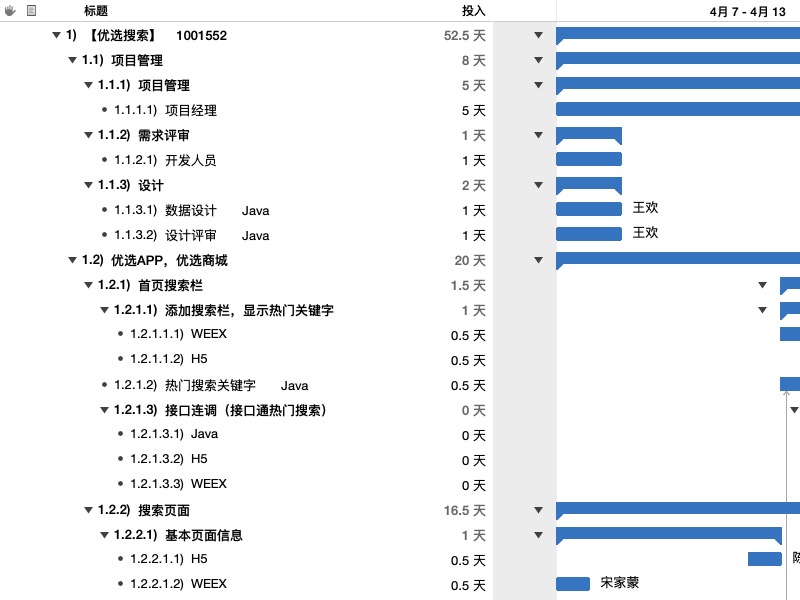 标题 投入 4月 7 - 4月 13
1) 【优选搜索】 1001552 52.5 天
1.1) 项目管理 8 天
1.1.1) 项目管理 5 天
1.1.1.1) 项目经理 5 天
1.1.2) 需求评审 1 天
1.1.2.1) 开发人员 1 天
1.1.3) 设计 2 天
1.1.3.1) 数据设计 Java 1 天 王欢
1.1.3.2) 设计评审 Java 1 天 王欢
1.2) 优选APP，优选商城 20 天
1.2.1) 首页搜索栏 1.5 天
1.2.1.1) 添加搜索栏，显示热门关键字 1 天
1.2.1.1.1) WEEX 0.5 天
1.2.1.1.2) H5 0.5 天
1.2.1.2) 热门搜索关键字 Java 0.5 天
1.2.1.3) 接口连调（接口通热门搜索） 0 天
1.2.1.3.1) Java 0 天
1.2.1.3.2) H5 0 天
1.2.1.3.3) WEEX 0 天
1.2.2) 搜索页面 16.5 天
1.2.2.1) 基本页面信息 1 天
1.2.2.1.1) H5 0.5 天
1.2.2.1.2) WEEX 0.5 天 宋家蒙